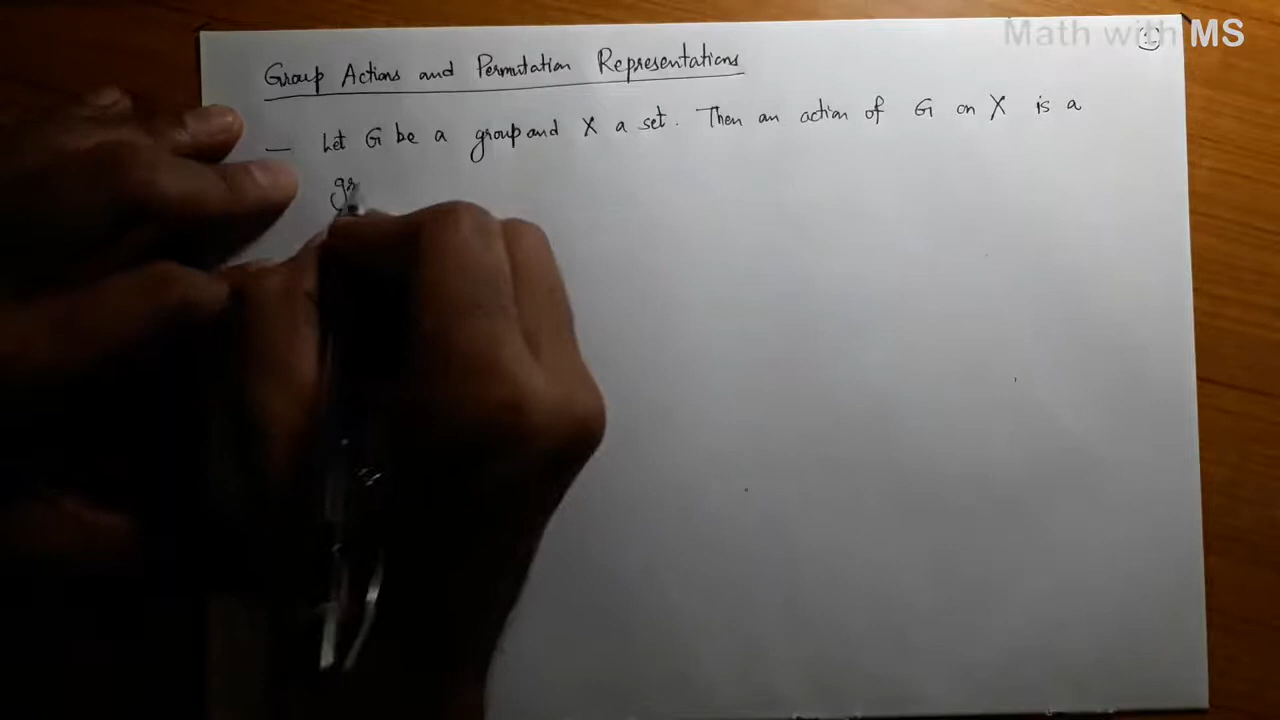 Math with MS
Group Actions and Permutation Representations
— Let G be a group and X a set. Then an action of G on X is a
gr